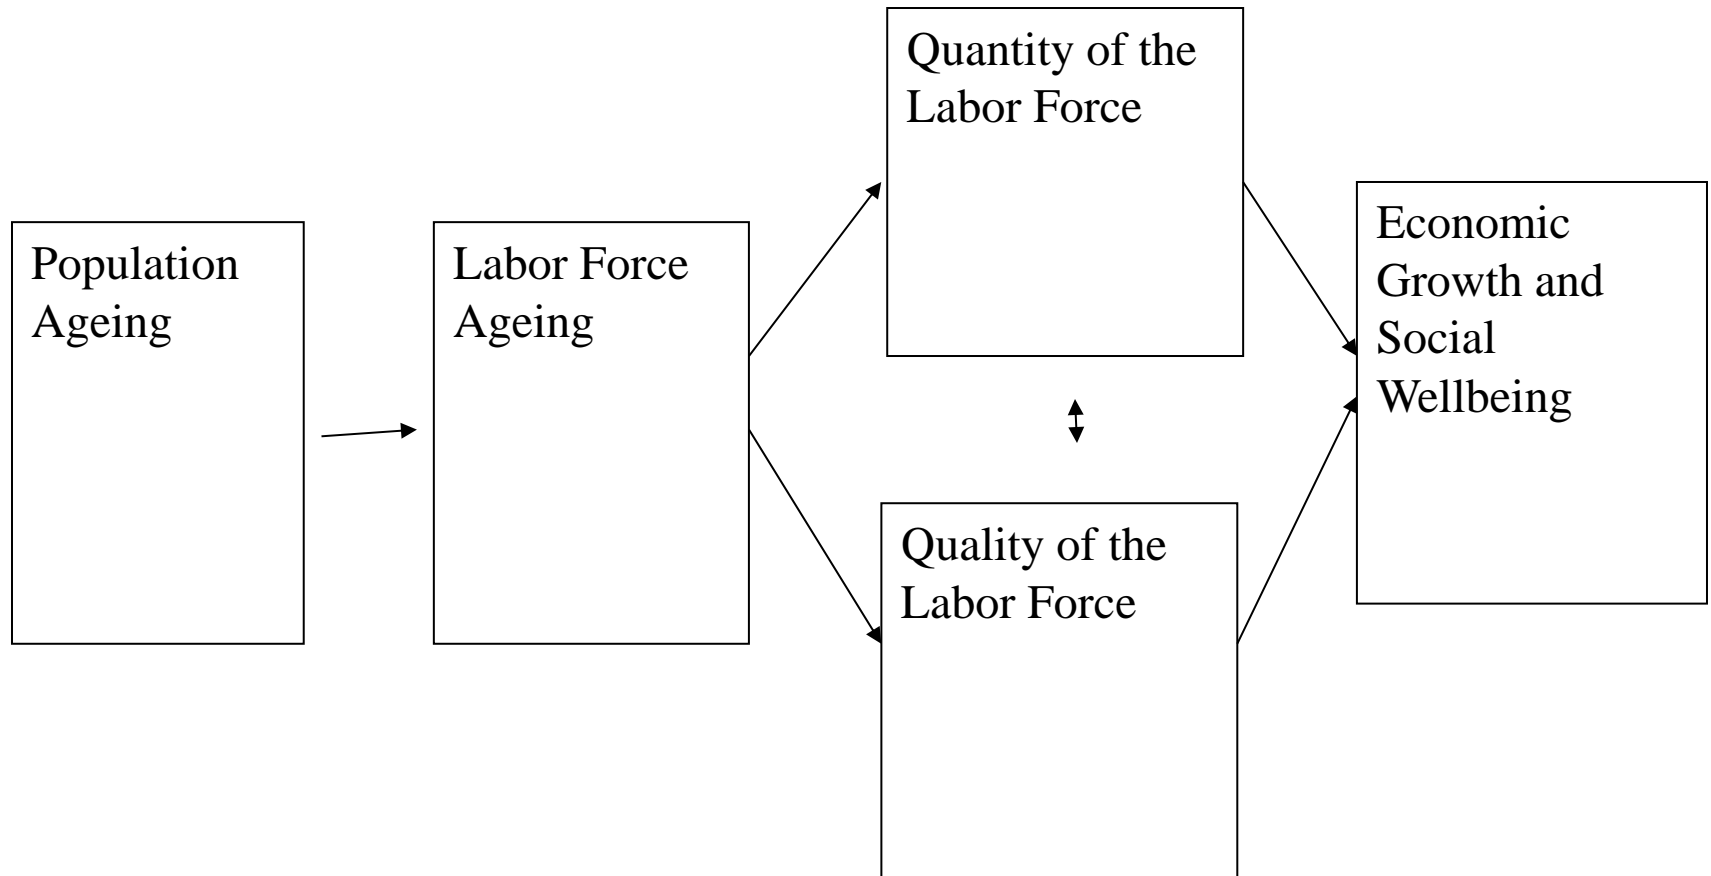 Quantity of the
Labor Force
Population
Ageing
Labor Force
Ageing
Economic
Growth and
Social
Wellbeing
Quality of the
Labor Force